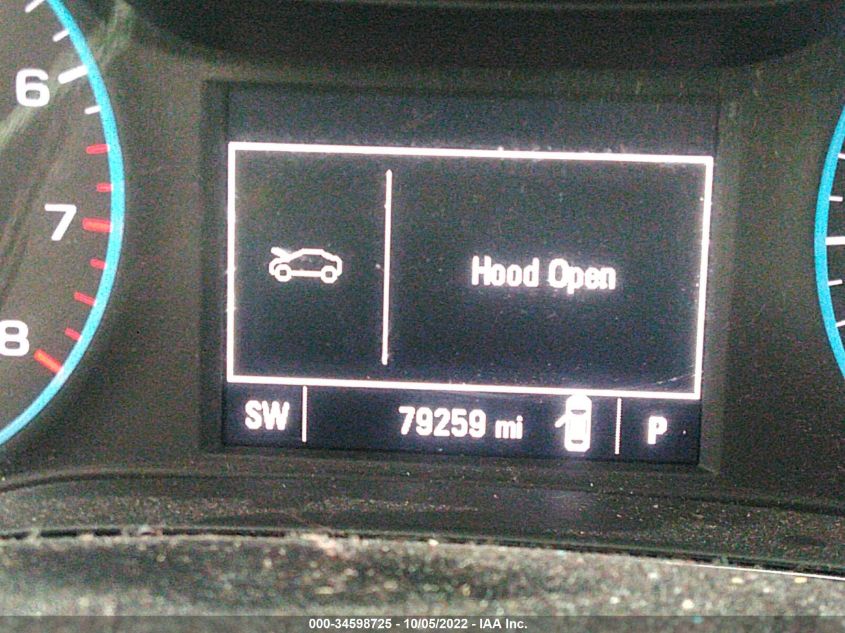 6
7
8
Hood Open
SW 79259 mi P
000-34598725 - 10/05/2022 - IAA Inc.